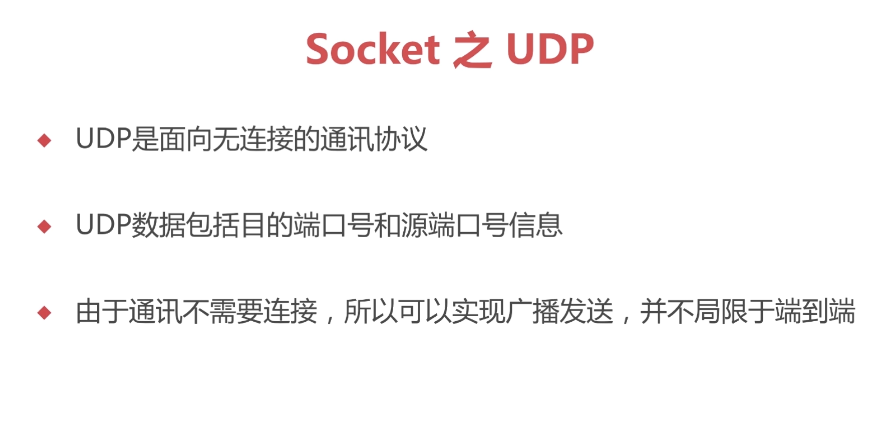 Socket 之 UDP
UDP是面向无连接的通讯协议
UDP数据包括目的端口号和源端口号信息
由于通讯不需要连接，所以可以实现广播发送，并不局限于端到端